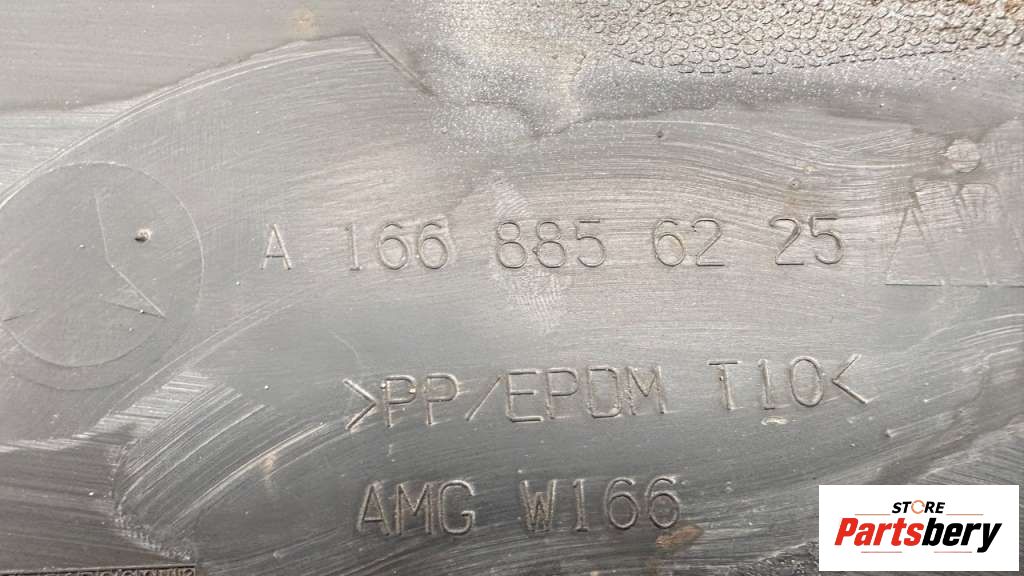 A 166 885 62 25
>PP/EPDM T10<
AMG W166
STORE
Partsbery